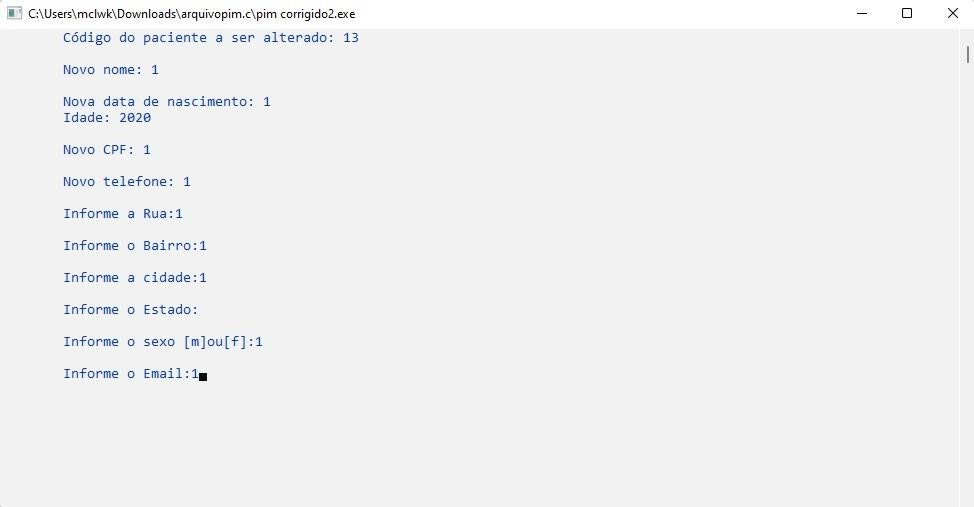 C:\Users\mclwk\Downloads\arquivopim.c\pim corrigido2.exe
Código do paciente a ser alterado: 13
Novo nome: 1
Nova data de nascimento: 1
Idade: 2020
Novo CPF: 1
Novo telefone: 1
Informe a Rua:1
Informe o Bairro:1
Informe a cidade:1
Informe o Estado:
Informe o sexo [m]ou[f]:1
Informe o Email:1